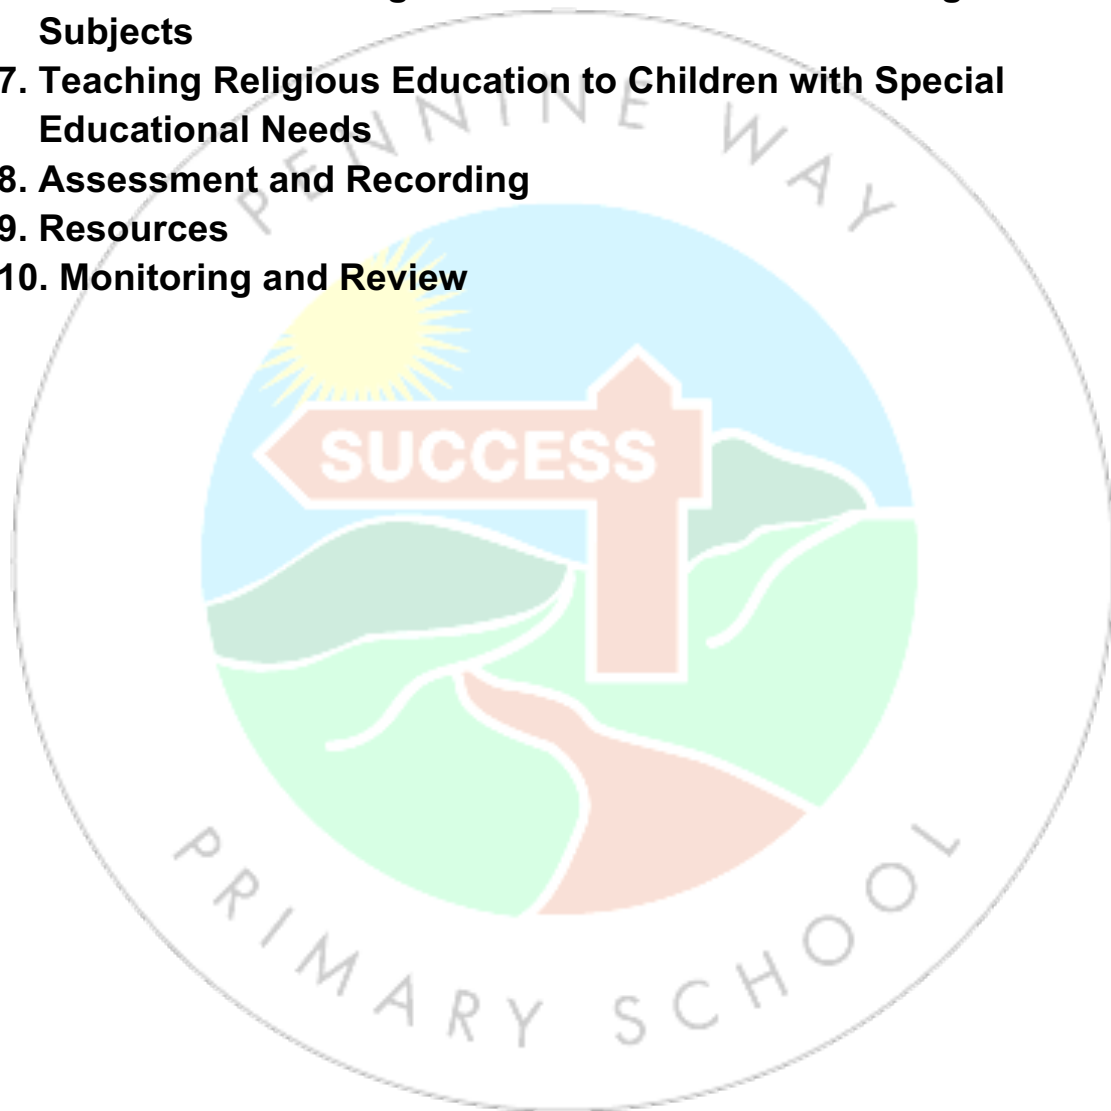 Subjects
7. Teaching Religious Education to Children with Special
Educational Needs
8. Assessment and Recording
9. Resources
10. Monitoring and Review
PENNINE WAY
SUCCESS
PRIMARY SCHOOL